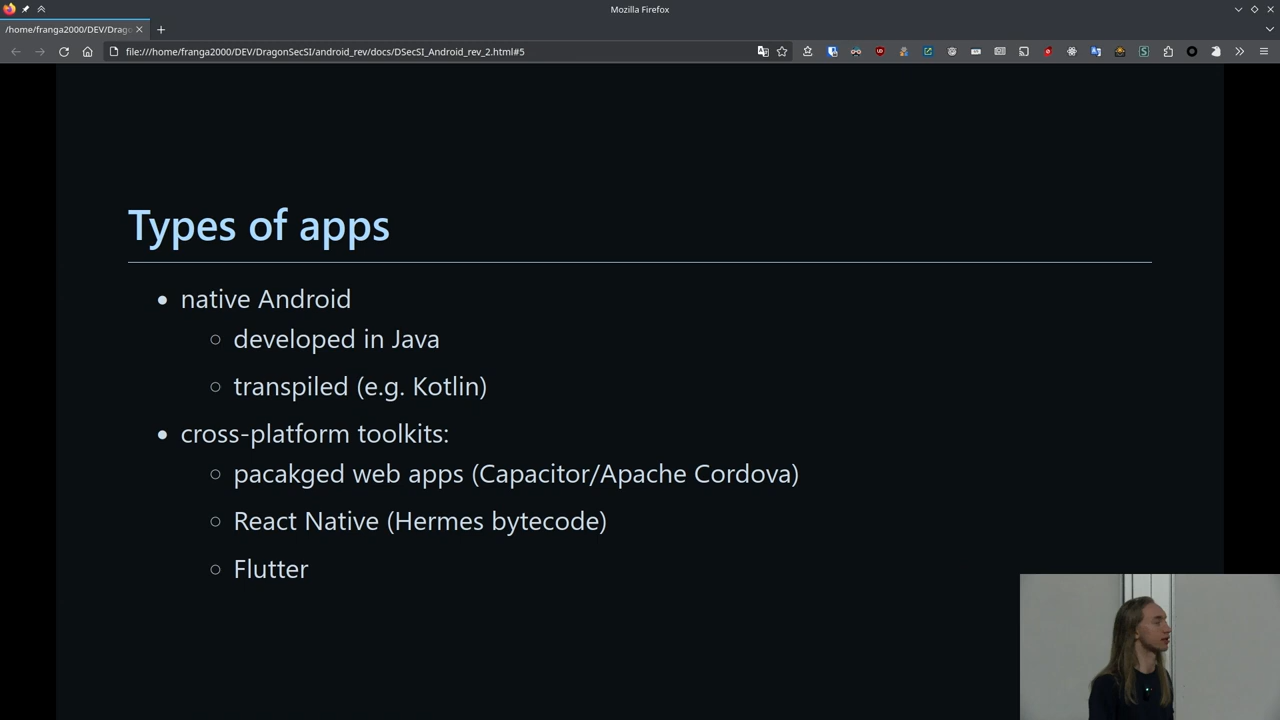 Mozilla Firefox
/home/franga2000/DEV/Drago
file:///home/franga2000/DEV/DragonSecSI/android_rev/docs/DSecSI_Android_rev_2.html#5
Types of apps
native Android
developed in Java
transpiled (e.g. Kotlin)
cross-platform toolkits:
pacakged web apps (Capacitor/Apache Cordova)
React Native (Hermes bytecode)
Flutter